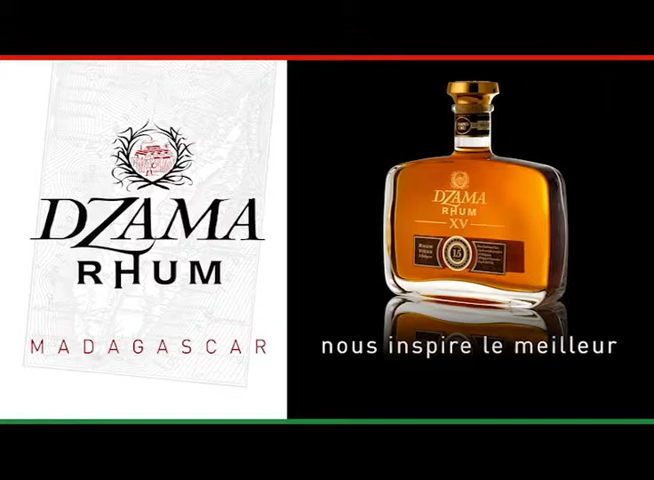 DZAMA
RHUM
MADAGASCAR
DZAMA
RHUM
XV
15
nous inspire le meilleur